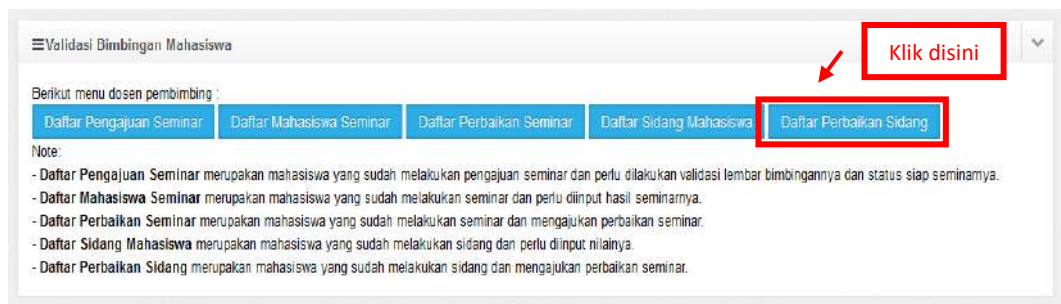 Validasi Bimbingan Mahasiswa
Klik disini
Berikut menu dosen pembimbing :
Daftar Pengajuan Seminar Daftar Mahasiswa Seminar Daftar Perbaikan Seminar Daftar Sidang Mahasiswa Daftar Perbaikan Sidang
Note:
- Daftar Pengajuan Seminar merupakan mahasiswa yang sudah melakukan pengajuan seminar dan perlu dilakukan validasi lembar bimbingannya dan status siap seminarnya.
- Daftar Mahasiswa Seminar merupakan mahasiswa yang sudah melakukan seminar dan perlu diinput hasil seminarnya.
- Daftar Perbaikan Seminar merupakan mahasiswa yang sudah melakukan seminar dan mengajukan perbaikan seminar.
- Daftar Sidang Mahasiswa merupakan mahasiswa yang sudah melakukan sidang dan perlu diinput nilainya.
- Daftar Perbaikan Sidang merupakan mahasiswa yang sudah melakukan sidang dan mengajukan perbaikan seminar.